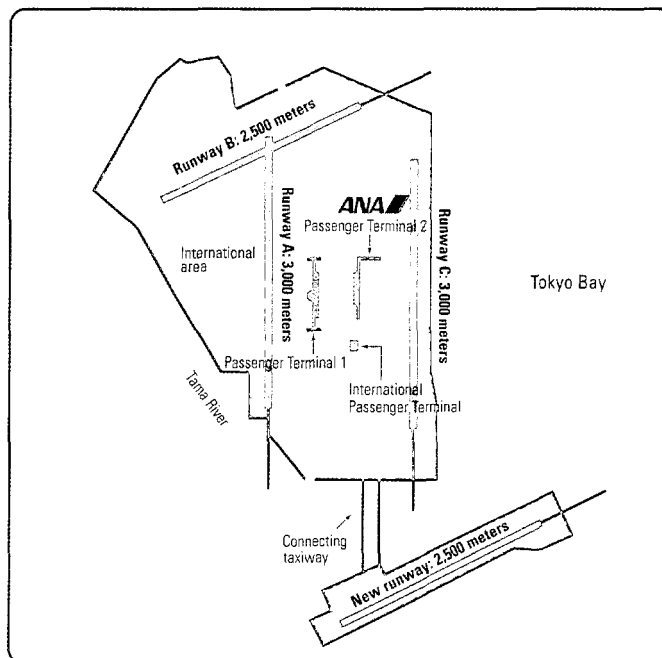 Runway B: 2,500 meters
ANA
Passenger Terminal 2
Runway A: 3,000 meters
Runway C: 3,000 meters
International
area
Tokyo Bay
Passenger Terminal 1
International
Passenger Terminal
Tama River
Connecting
taxiway
New runway: 2,500 meters